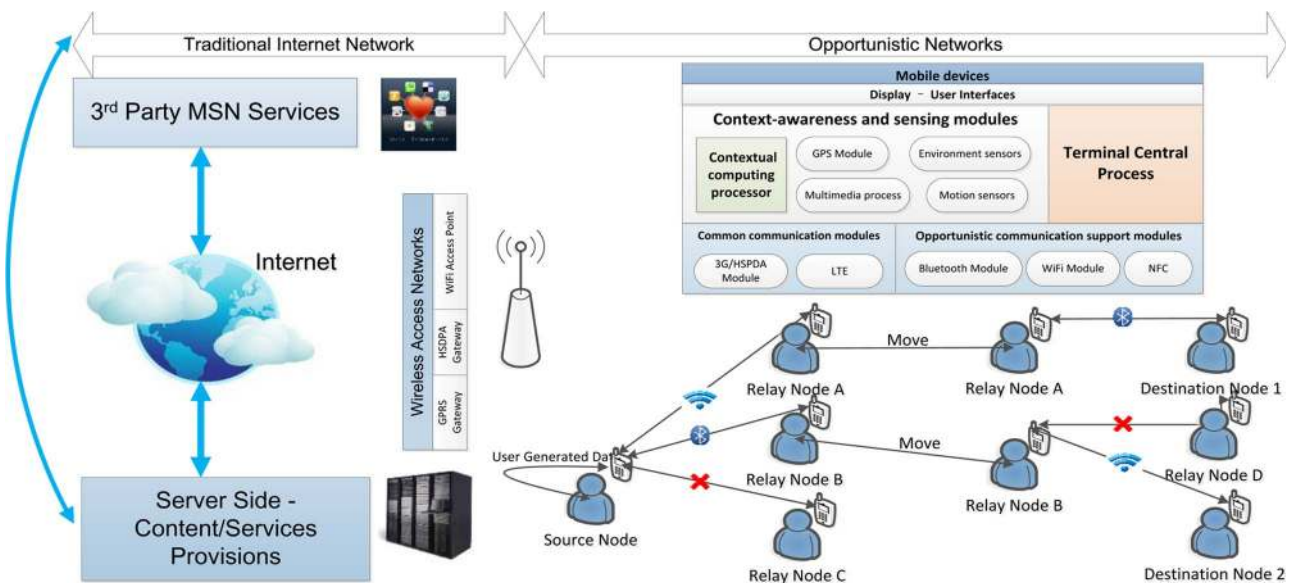 Traditional Internet Network
Opportunistic Networks
3rd Party MSN Services
Internet
Server Side -
Content/Services
Provisions
Wireless Access Networks
WiFi Access Point
HSDPA
Gateway
GPRS
Gateway
Mobile devices
Display - User Interfaces
Context-awareness and sensing modules
Contextual
computing
processor
GPS Module
Environment sensors
Multimedia process
Motion sensors
Terminal Central
Process
Common communication modules
3G/HSPDA
Module
LTE
Opportunistic communication support modules
Bluetooth Module
WiFi Module
NFC
Move
Relay Node A
Relay Node A
Destination Node 1
User Generated Dat
Move
Relay Node B
Relay Node B
Relay Node D
Source Node
Relay Node C
Destination Node 2